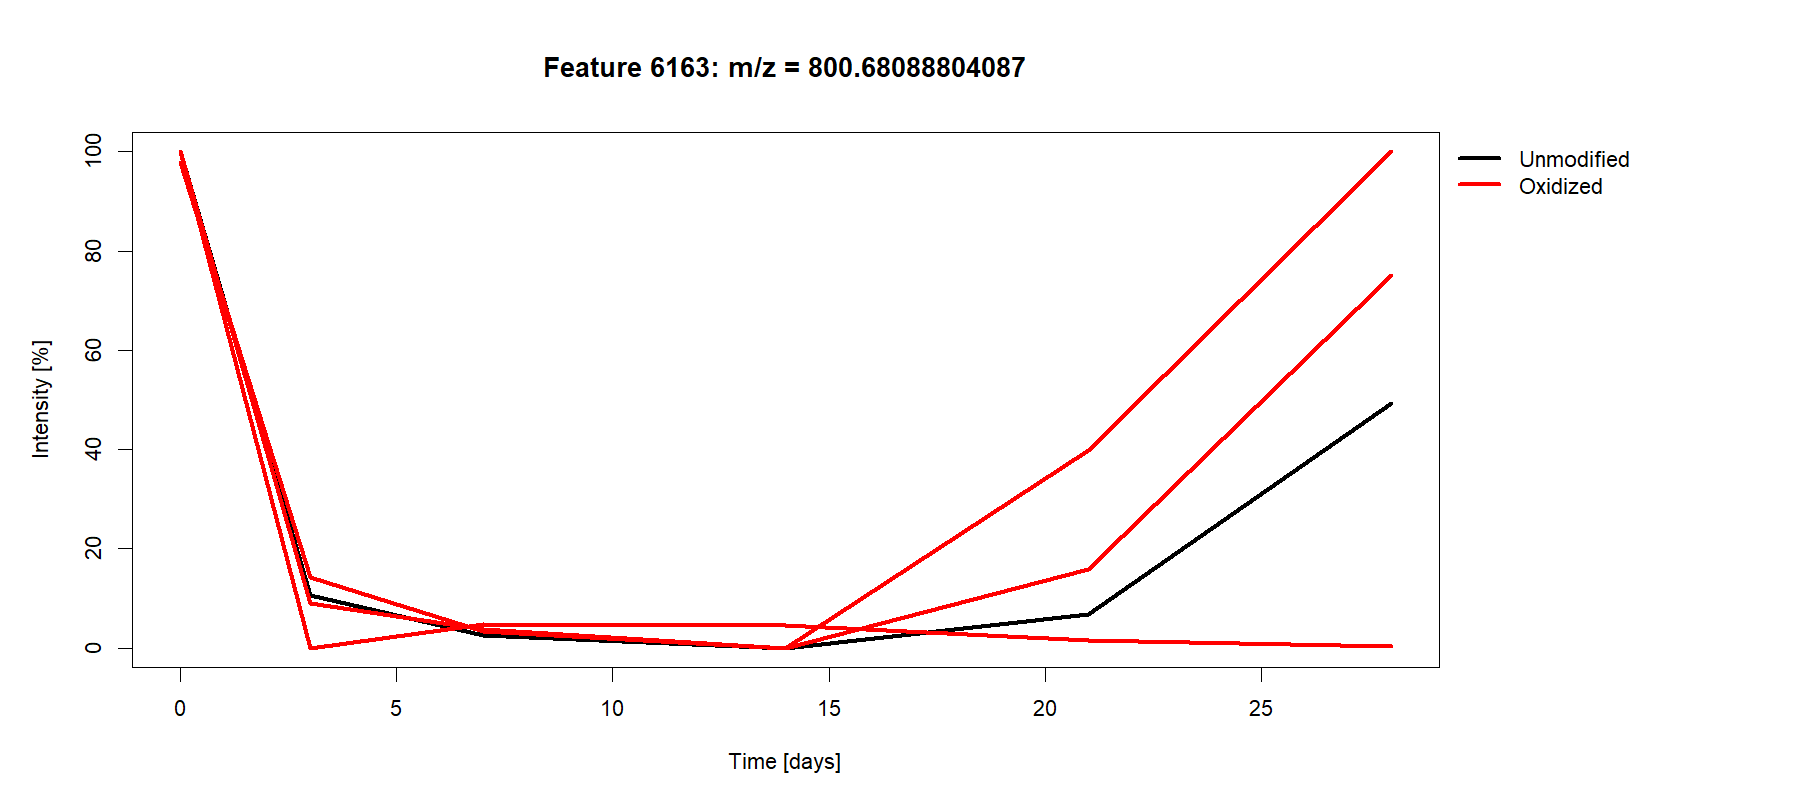 Feature 6163: m/z = 800.68088804087
Unmodified
Oxidized
100
80
60
40
20
0
Intensity [%]
0 5 10 15 20 25
Time [days]